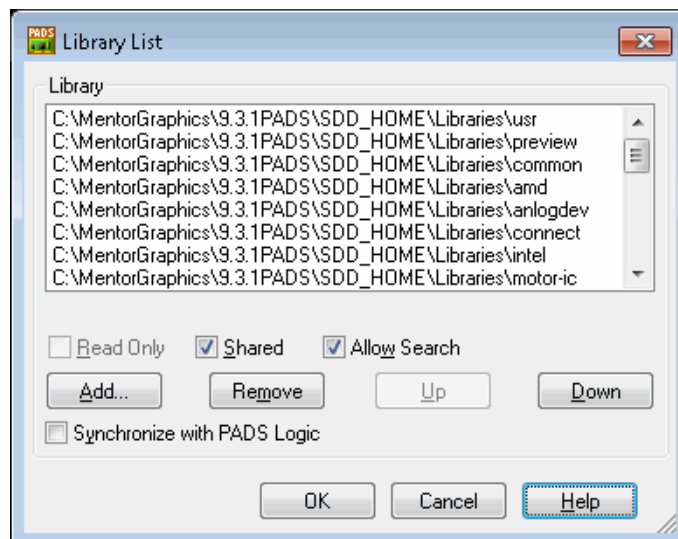 PADS
Library List
Library
C:\MentorGraphics\9.3.1PADS\SDD_HOME\Libraries\usr
C:\MentorGraphics\9.3.1PADS\SDD_HOME\Libraries\preview
C:\MentorGraphics\9.3.1PADS\SDD_HOME\Libraries\common
C:\MentorGraphics\9.3.1PADS\SDD_HOME\Libraries\amd
C:\MentorGraphics\9.3.1PADS\SDD_HOME\Libraries\anlogdev
C:\MentorGraphics\9.3.1PADS\SDD_HOME\Libraries\connect
C:\MentorGraphics\9.3.1PADS\SDD_HOME\Libraries\intel
C:\MentorGraphics\9.3.1PADS\SDD_HOME\Libraries\motor-ic
Read Only Shared Allow Search
Add... Remove Up Down
Synchronize with PADS Logic
OK Cancel Help